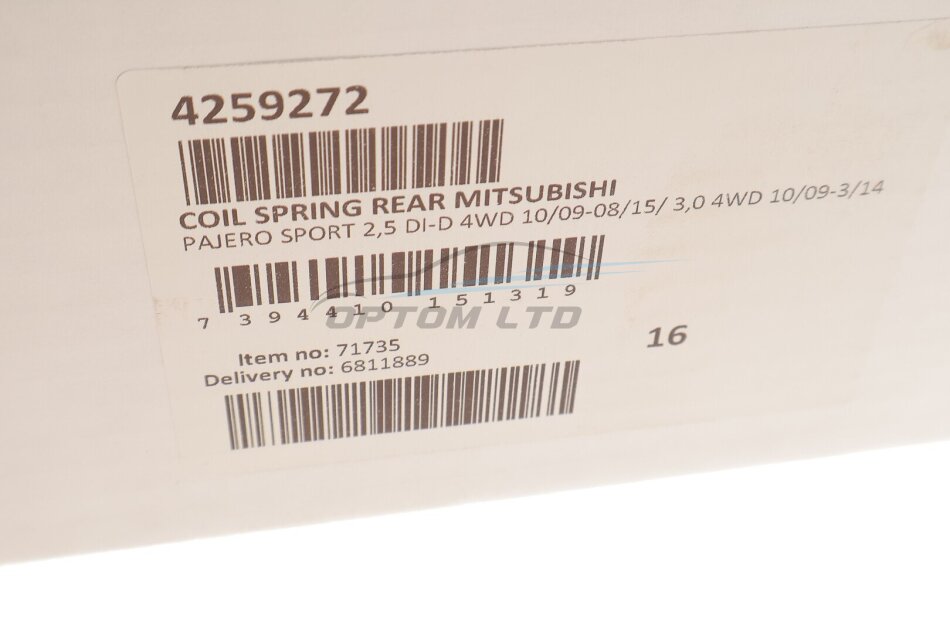 4259272
COIL SPRING REAR MITSUBISHI
PAJERO SPORT 2,5 DI-D 4WD 10/09-08/15/ 3,0 4WD 10/09-3/14
7 394410 151319
OPTOM LTD
Item no: 71735
16
Delivery no: 6811889